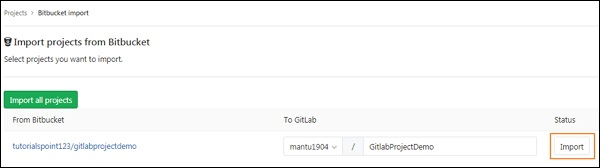 Projects > Bitbucket import
Import projects from Bitbucket
Select projects you want to import.
Import all projects
From Bitbucket To GitLab Status
tutorialspoint123/gitlabprojectdemo mantu1904 / GitlabProjectDemo Import